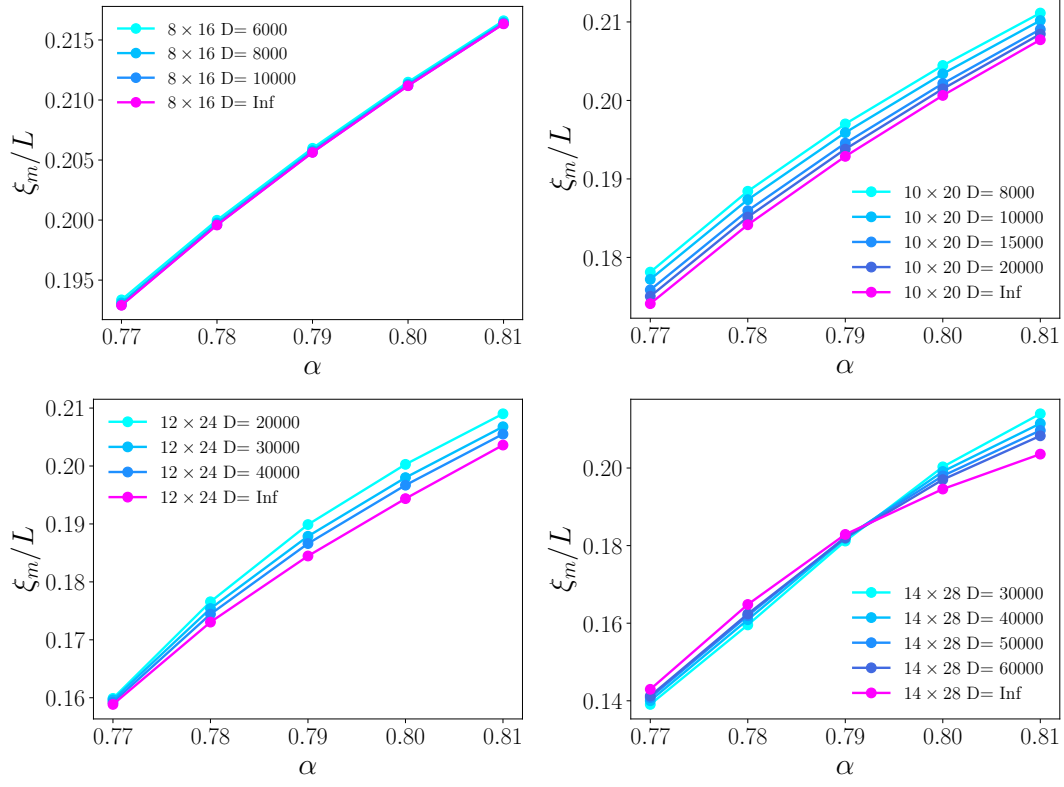 ξ_m/L
0.215
0.210
0.205
0.200
0.195
8 × 16 D= 6000
8 × 16 D= 8000
8 × 16 D= 10000
8 × 16 D= Inf
0.77 0.78 0.79 0.80 0.81
α
ξ_m/L
0.21
0.20
0.19
0.18
10 × 20 D= 8000
10 × 20 D= 10000
10 × 20 D= 15000
10 × 20 D= 20000
10 × 20 D= Inf
0.77 0.78 0.79 0.80 0.81
α
ξ_m/L
0.21
0.20
0.19
0.18
0.17
0.16
12 × 24 D= 20000
12 × 24 D= 30000
12 × 24 D= 40000
12 × 24 D= Inf
0.77 0.78 0.79 0.80 0.81
α
ξ_m/L
0.20
0.18
0.16
0.14
14 × 28 D= 30000
14 × 28 D= 40000
14 × 28 D= 50000
14 × 28 D= 60000
14 × 28 D= Inf
0.77 0.78 0.79 0.80 0.81
α